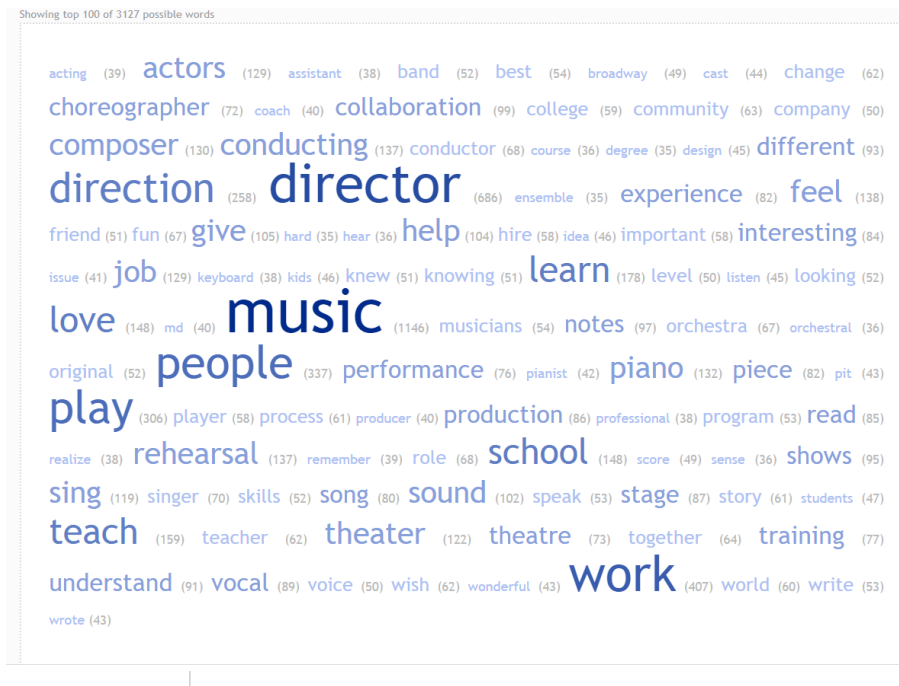 Showing top 100 of 3127 possible words
acting (39) actors (129) assistant (38) band (52) best (54) broadway (49) cast (44) change (62)
choreographer (72) coach (40) collaboration (99) college (59) community (63) company (50)
composer (130) conducting (137) conductor (68) course (36) degree (35) design (45) different (93)
direction (258) director (686) ensemble (35) experience (82) feel (138)
friend (51) fun (67) give (105) hard (35) hear (36) help (104) hire (58) idea (46) important (58) interesting (84)
issue (41) job (129) keyboard (38) kids (46) knew (51) knowing (51) learn (178) level (50) listen (45) looking (52)
love (148) md (40) music (1146) musicians (54) notes (97) orchestra (67) orchestral (36)
original (52) people (337) performance (76) pianist (42) piano (132) piece (82) pit (43)
play (306) player (58) process (61) producer (40) production (86) professional (38) program (53) read (85)
realize (38) rehearsal (137) remember (39) role (68) school (148) score (49) sense (36) shows (95)
sing (119) singer (70) skills (52) song (80) sound (102) speak (53) stage (87) story (61) students (47)
teach (159) teacher (62) theater (122) theatre (73) together (64) training (77)
understand (91) vocal (89) voice (50) wish (62) wonderful (43) work (407) world (60) write (53)
wrote (43)